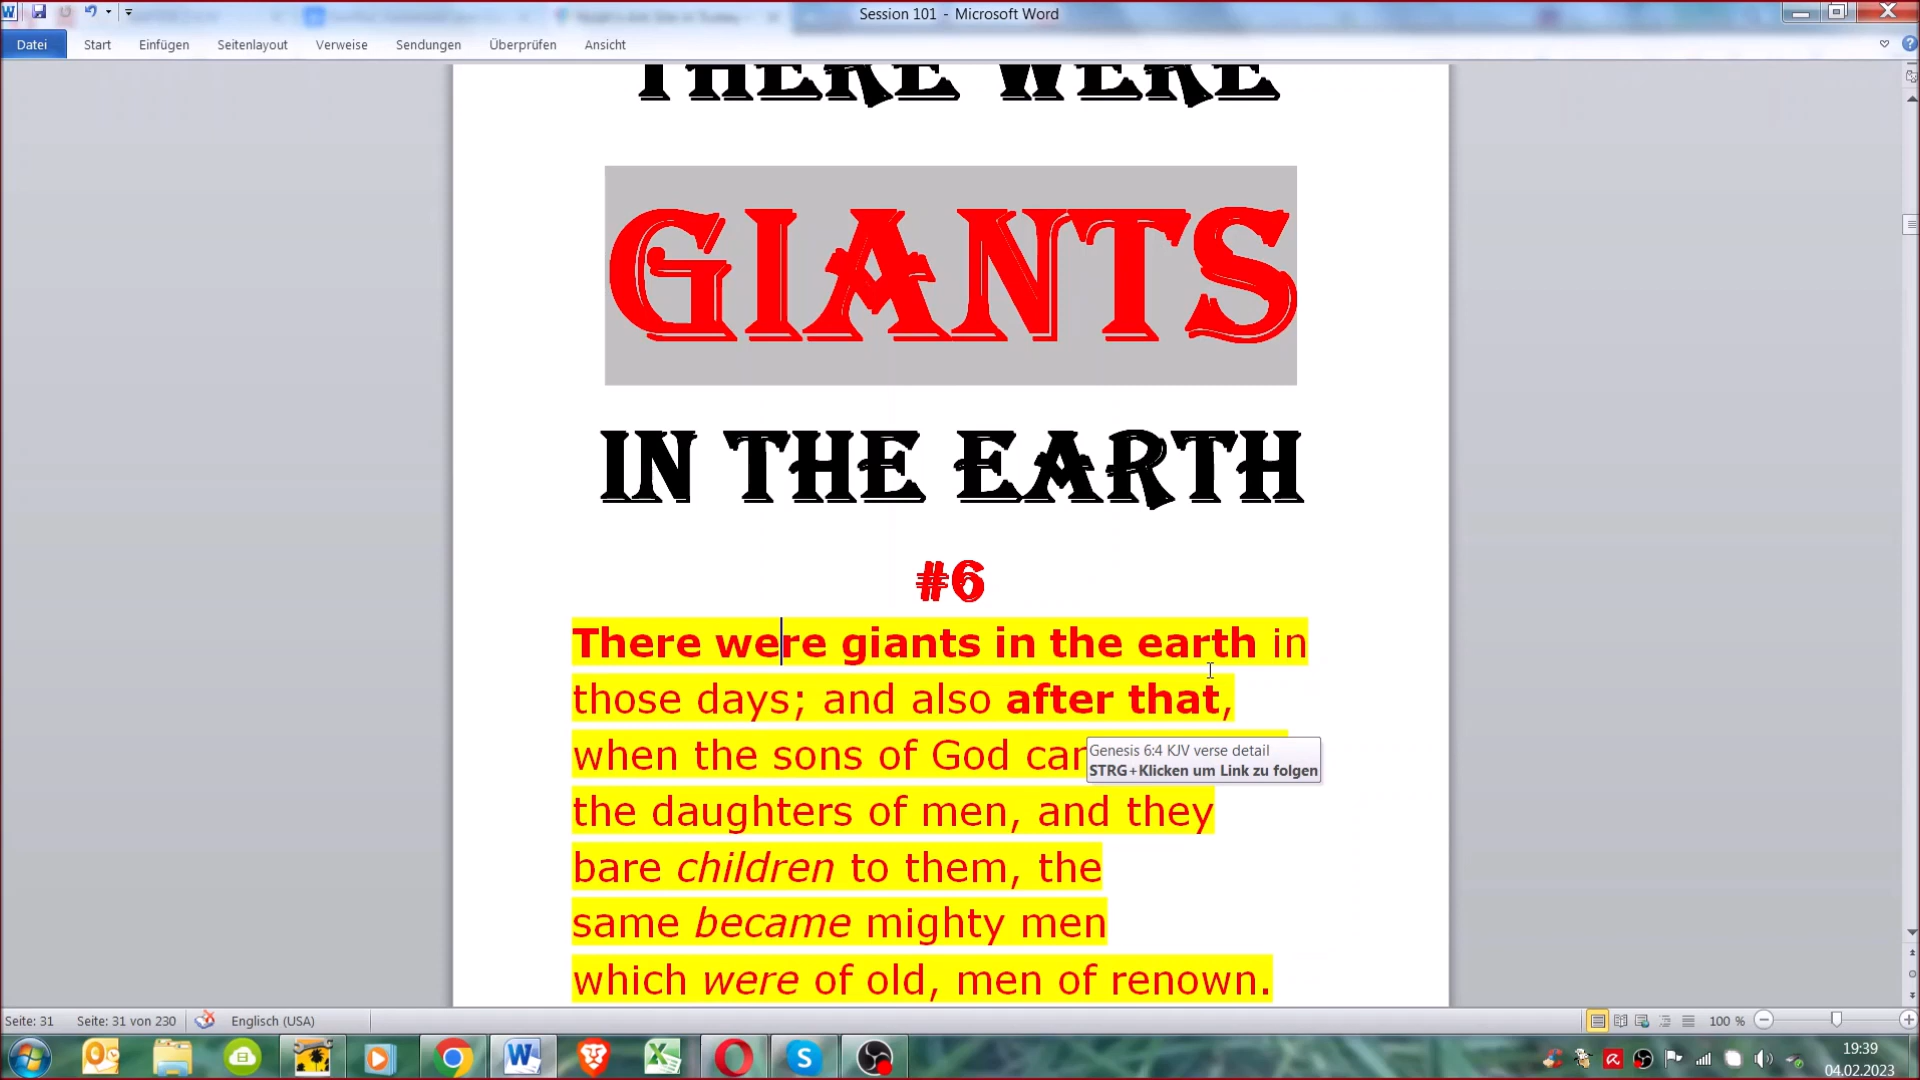 Session 101 - Microsoft Word
Datei Start Einfügen Seitenlayout Verweise Sendungen Überprüfen Ansicht
THERE WERE
GIANTS
IN THE EARTH
#6
There were giants in the earth in
those days; and also after that,
when the sons of God
Genesis 6:4 KJV verse detail
STRG+Klicken um Link zu folgen
the daughters of men, and they
bare children to them, the
same became mighty men
which were of old, men of renown.
Seite: 31 Seite: 31 von 230 Englisch (USA) 100 %
19:39
04.02.2023